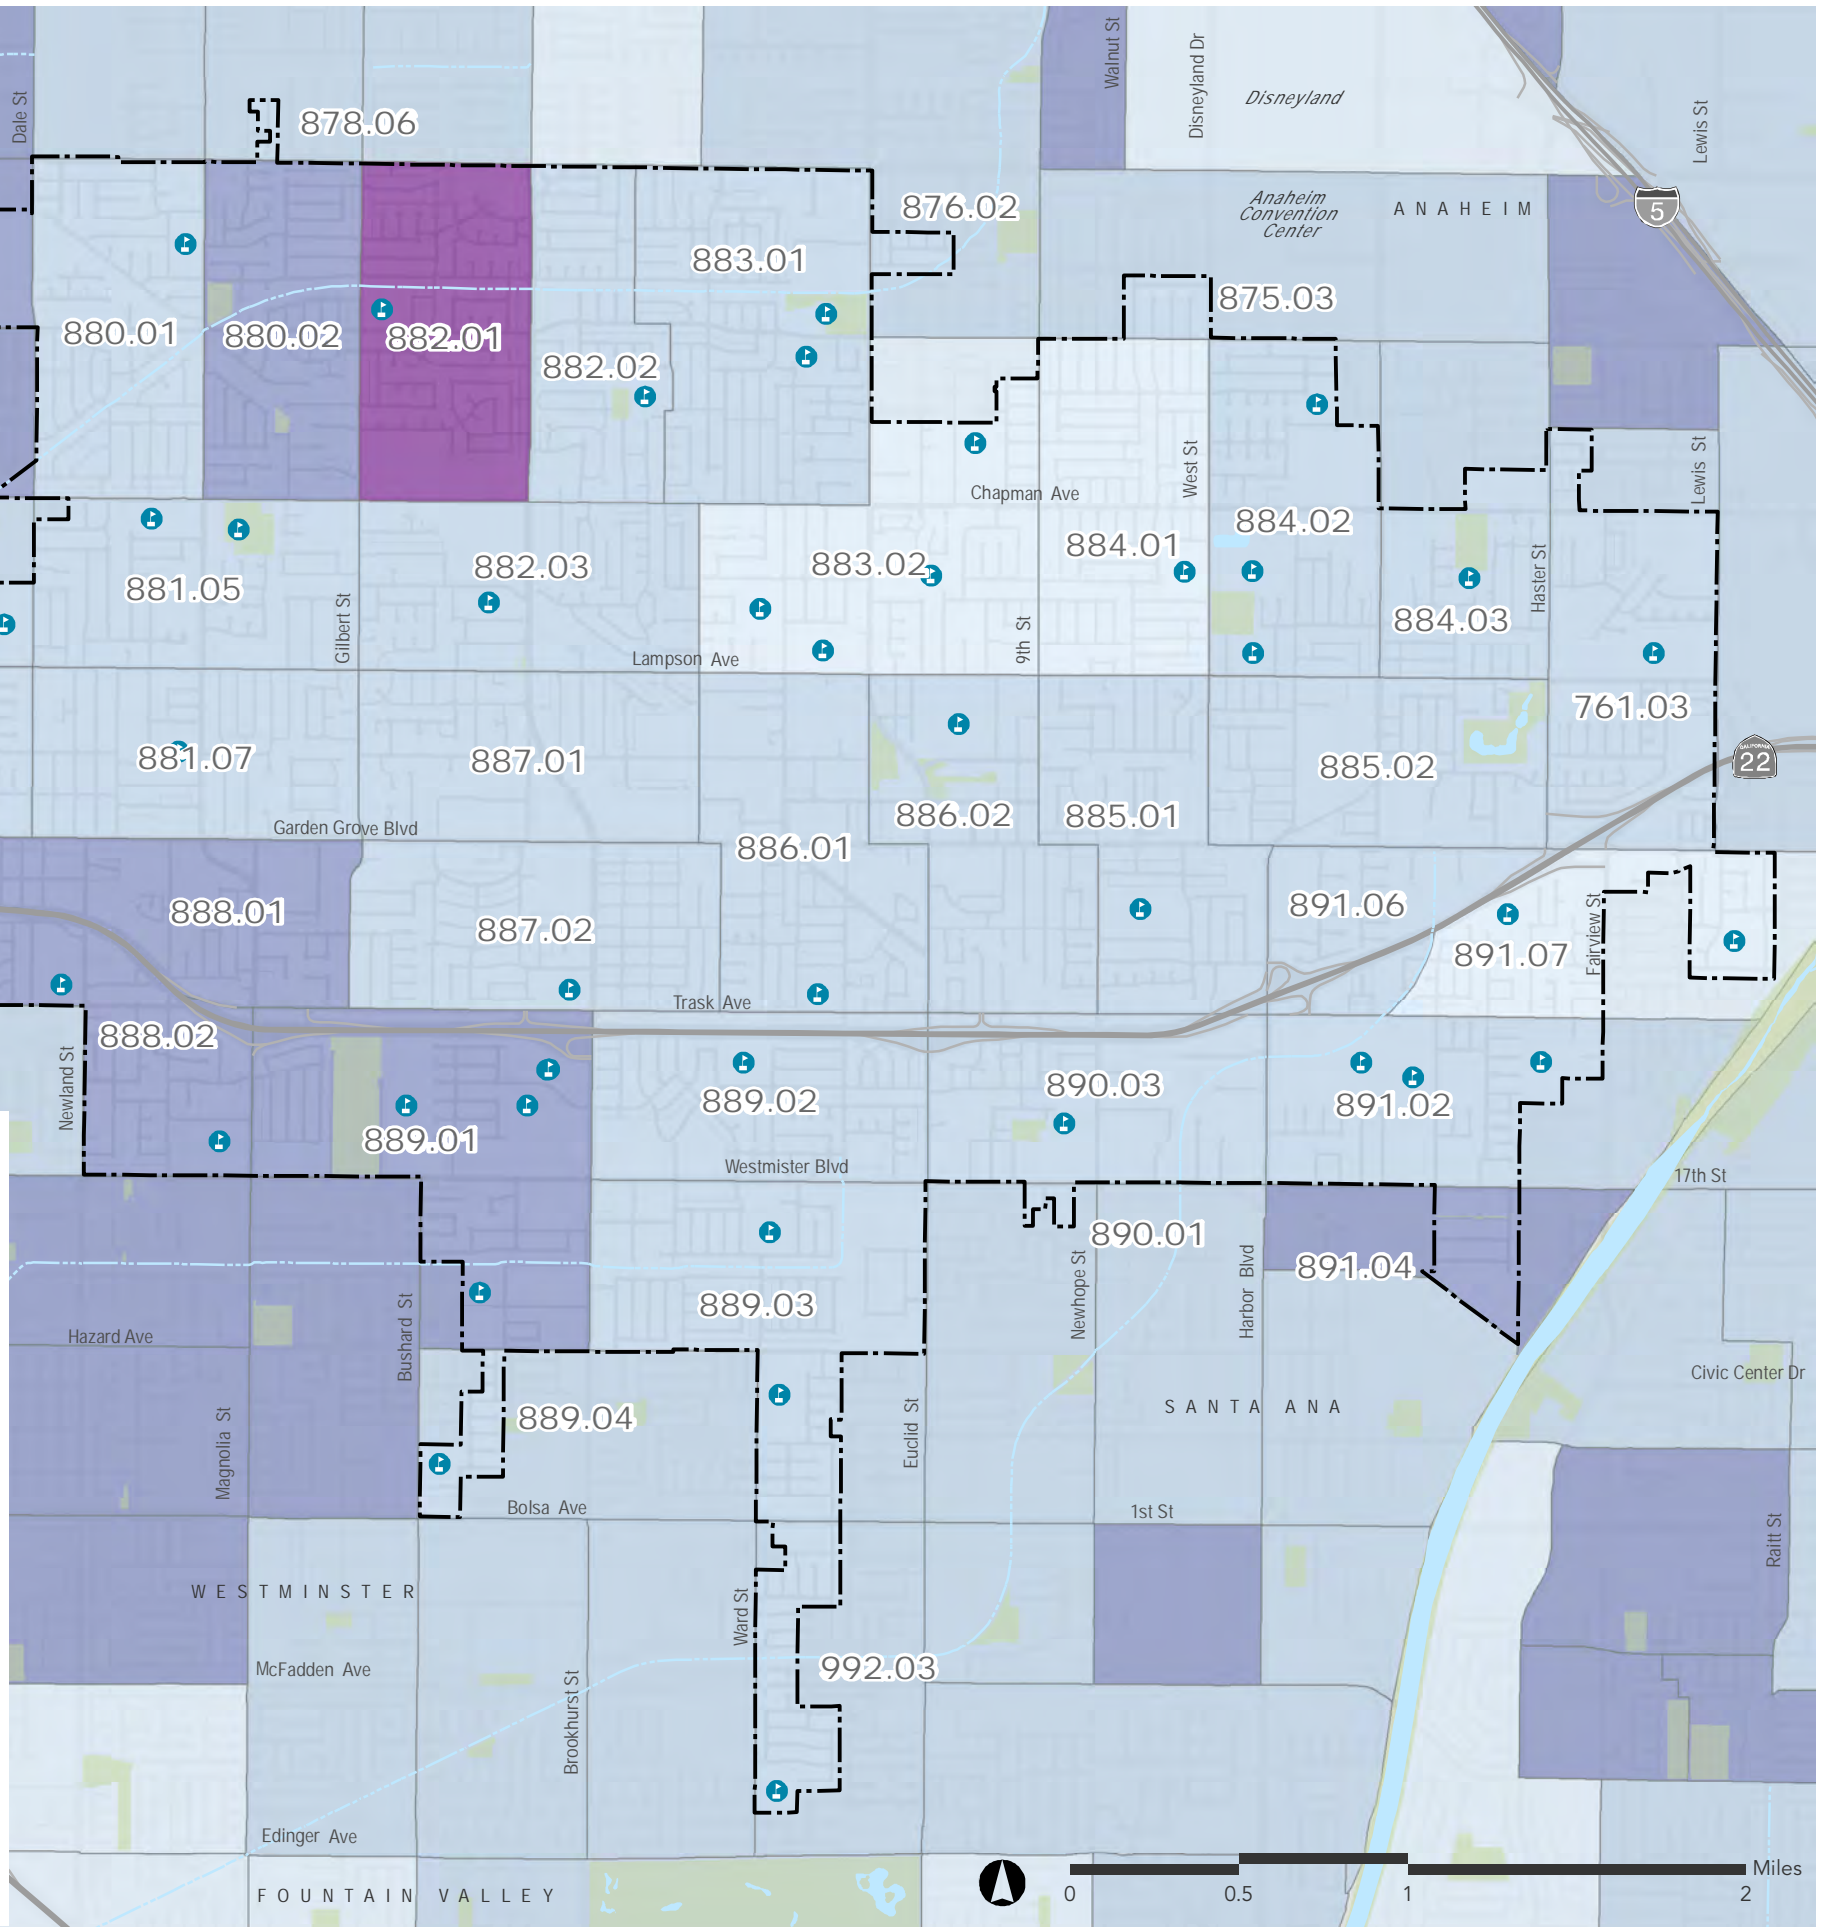 Dale St
Walnut St
Disneyland Dr
Disneyland
Lewis St
878.06
5
876.02
Anaheim
Convention
Center
ANAHEIM
883.01
875.03
880.01
880.02
882.01
882.02
Chapman Ave
West St
Lewis St
884.02
884.01
882.03
883.02
881.05
Gilbert St
Haster St
884.03
9th St
Lampson Ave
761.03
881.07
887.01
885.02
CALIFORNIA
22
886.02
885.01
Garden Grove Blvd
886.01
888.01
887.02
891.06
Fairview St
891.07
Trask Ave
888.02
Newland St
889.02
890.03
891.02
889.01
Westmister Blvd
17th St
890.01
Newhope St
Harbor Blvd
891.04
889.03
Hazard Ave
Bushard St
Civic Center Dr
SANTA ANA
889.04
Magnolia St
Euclid St
Bolsa Ave
1st St
Raitt St
WESTMINSTER
Ward St
McFadden Ave
992.03
Brookhurst St
Edinger Ave
FOUNTAIN VALLEY
Miles
0
0.5
1
2